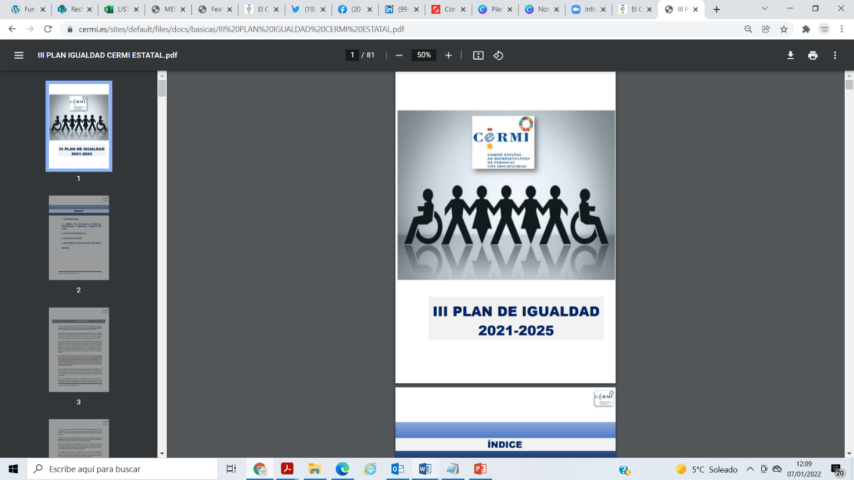 Fun
Rec
UST
ME
Fee
El C
(19
(20
(99
Co
Plan
Not
Info
El C
III P
cermi.es/sites/default/files/docs/basicas/III%20PLAN%20IGUALDAD%20CERMI%20ESTATAL.pdf
III PLAN IGUALDAD CERMI ESTATAL.pdf
1 / 81
50%
CERMI
COMITÉ ESPAÑOL
DE REPRESENTANTES
DE PERSONAS
CON DISCAPACIDAD
III PLAN DE IGUALDAD
2021-2025
ÍNDICE
CERMI
III PLAN DE IGUALDAD
2021-2025
1
ÍNDICE
2
3
Escribe aquí para buscar
5°C Soleado
12:09
07/01/2022
20